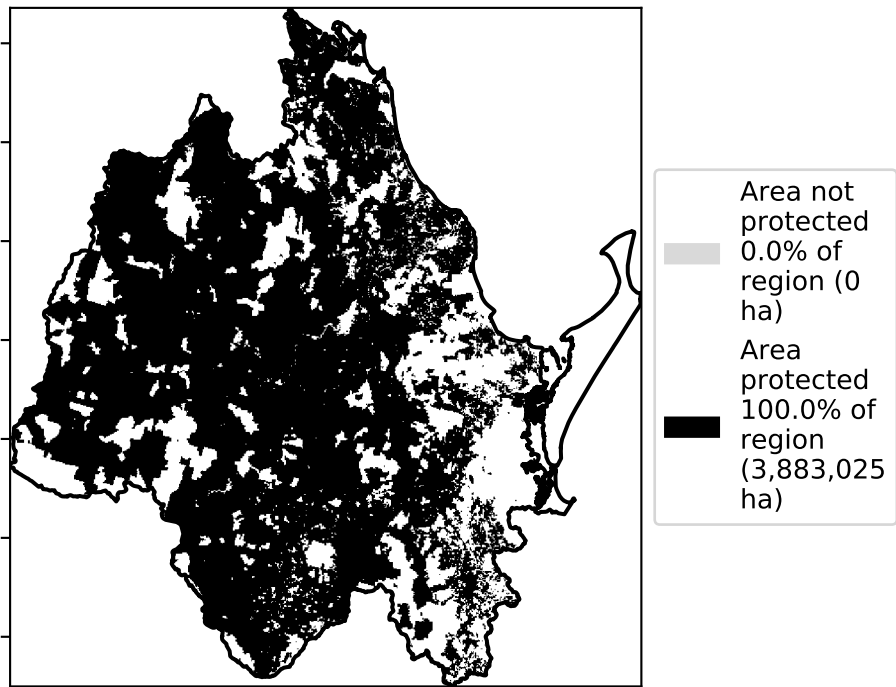 Area not
protected
0.0% of
region (0
ha)
Area
protected
100.0% of
region
(3,883,025
ha)